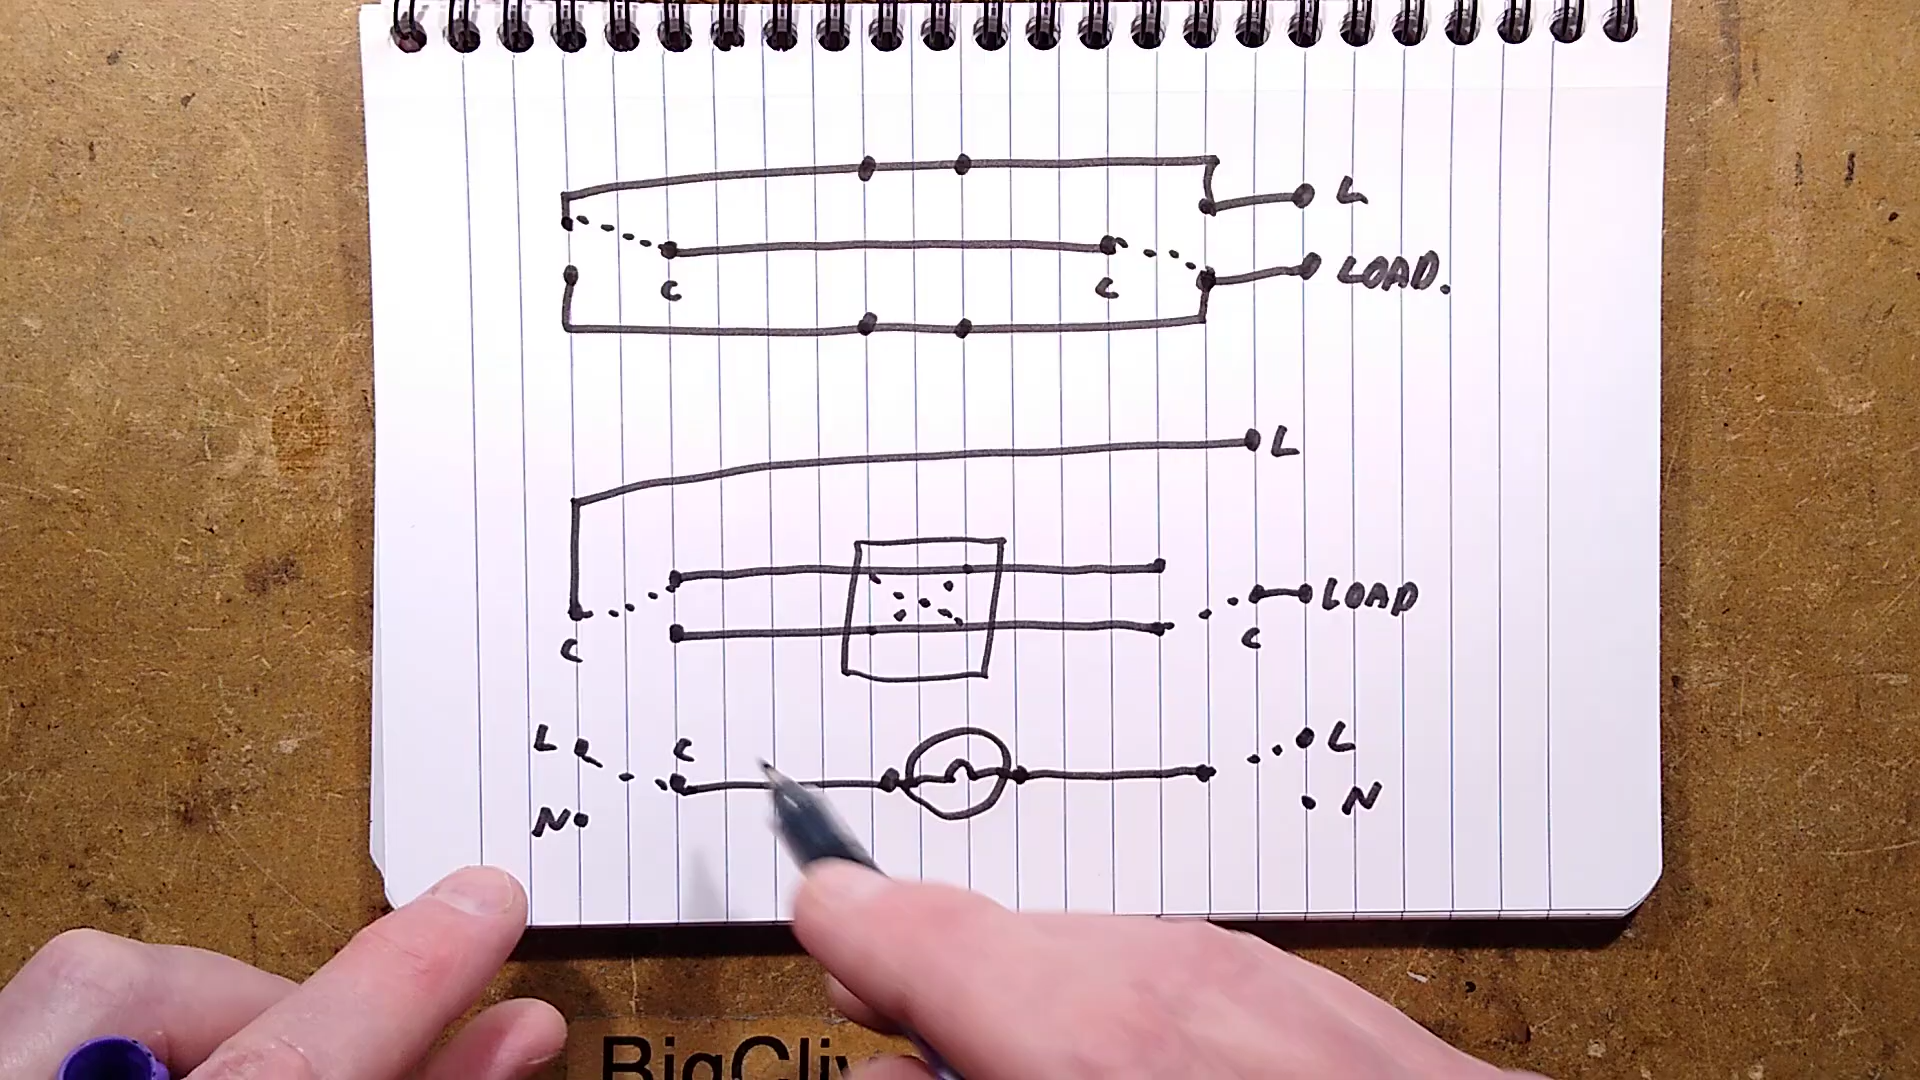 L
C C LOAD.
L
C LOAD C
L C L
N N
BigCliv